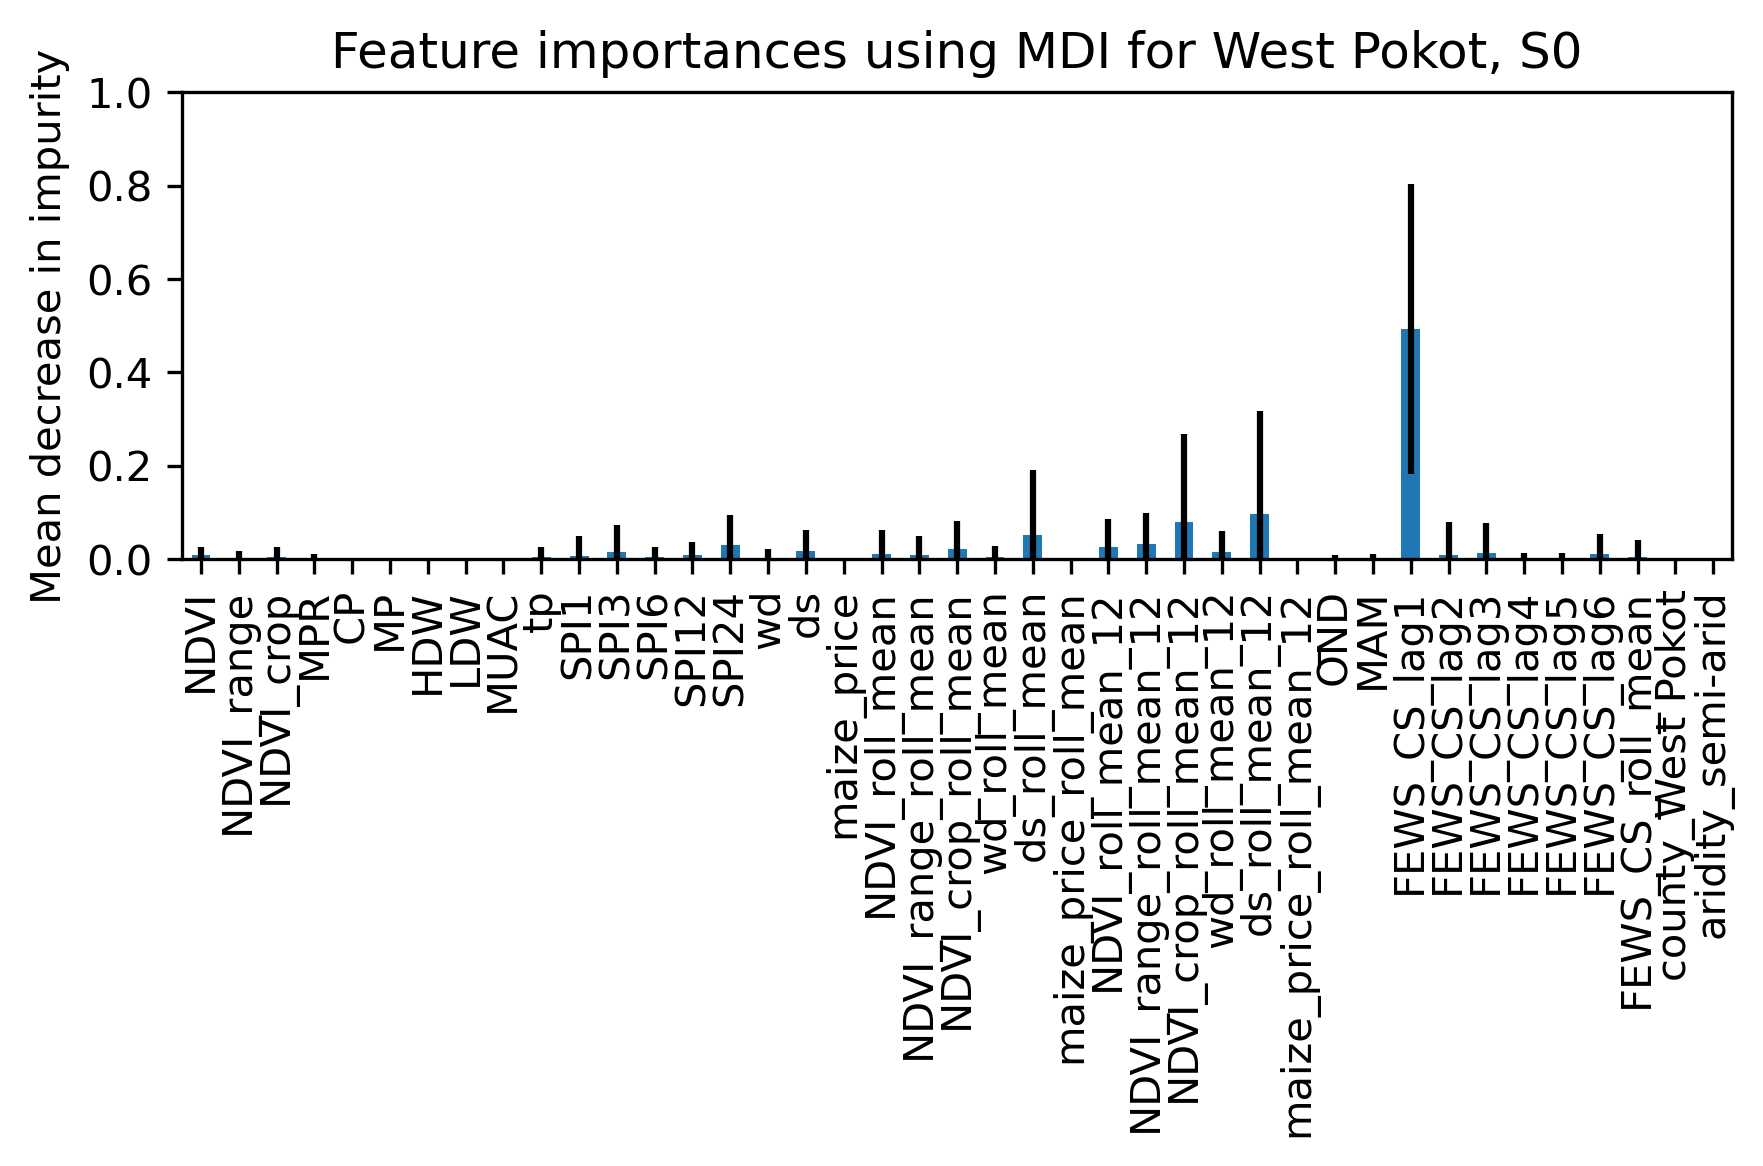 Feature importances using MDI for West Pokot, S0
Mean decrease in impurity
1.0
0.8
0.6
0.4
0.2
0.0
NDVI
NDVI_range
NDVI_crop
MPR
CP
MP
HDW
LDW
MUAC
tp
SPI1
SPI3
SPI6
SPI12
SPI24
wd
ds
maize_price
NDVI_roll_mean
NDVI_range_roll_mean
NDVI_crop_roll_mean
wd_roll_mean
ds_roll_mean
maize_price_roll_mean
NDVI_roll_mean_12
NDVI_range_roll_mean_12
NDVI_crop_roll_mean_12
wd_roll_mean_12
ds_roll_mean_12
maize_price_roll_mean_12
OND
MAM
FEWS_CS_lag1
FEWS_CS_lag2
FEWS_CS_lag3
FEWS_CS_lag4
FEWS_CS_lag5
FEWS_CS_lag6
FEWS_CS_roll_mean
county_West Pokot
aridity_semi-arid